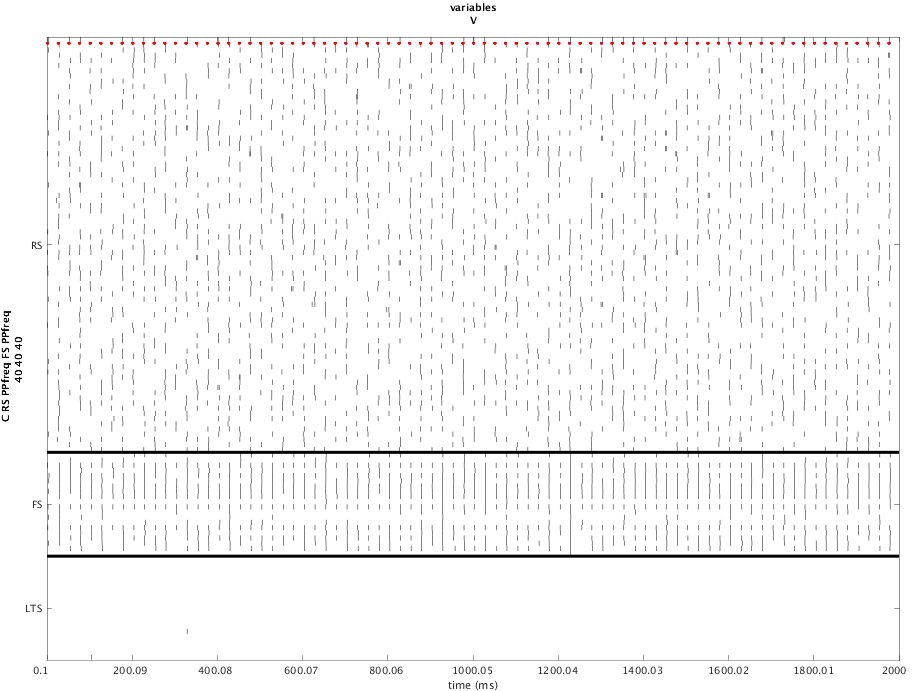 variables
V
C RS PPfreq FS PPfreq
40 40 40
RS
FS
LTS
0.1 200.09 400.08 600.07 800.06 1000.05 1200.04 1400.03 1600.02 1800.01 2000
time (ms)